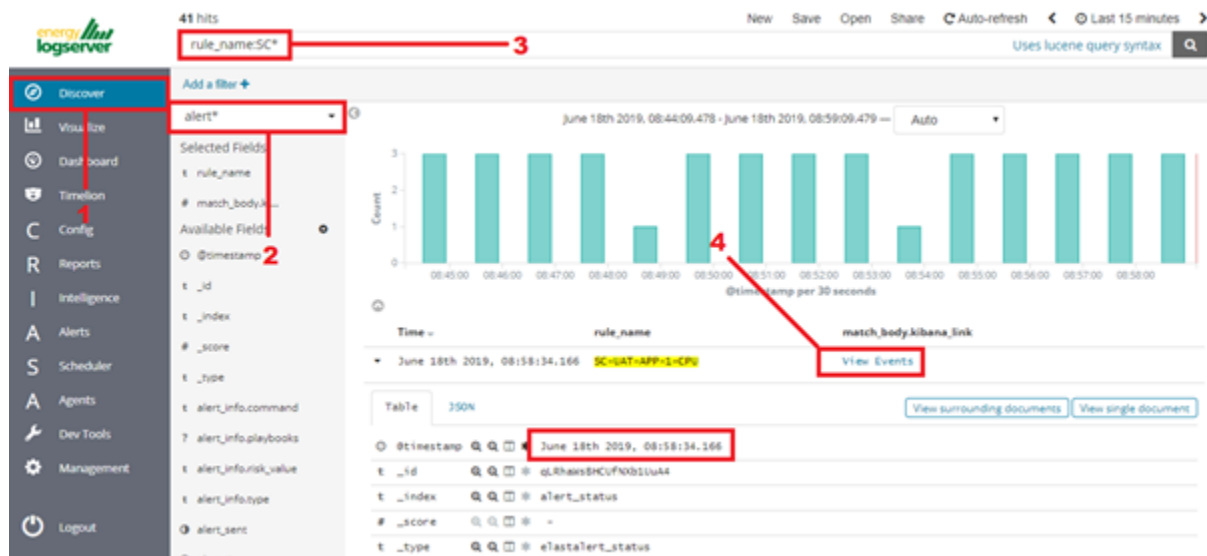 energy
logserver
41 hits
New Save Open Share Auto-refresh Last 15 minutes
rule_name:SC*
3
Uses lucene query syntax
Add a filter +
Discover
Visualize
Dashboard
Timelion
1
Config
Reports
Intelligence
Alerts
Scheduler
Agents
Dev Tools
Management
Logout
alert*
Selected Fields
t rule_name
# match_body.ki...
Available Fields
2
@timestamp
t _id
t _index
# _score
t _type
t alert_info.command
? alert_info.playbooks
t alert_info.risk_value
t alert_info.type
alert_sent
June 18th 2019, 08:44:09.478 - June 18th 2019, 08:59:09.479 — Auto
Count
3
2
1
0
4
08:45:00 08:46:00 08:47:00 08:48:00 08:49:00 08:50:00 08:51:00 08:52:00 08:53:00 08:54:00 08:55:00 08:56:00 08:57:00 08:58:00
@timestamp per 30 seconds
Time rule_name match_body.kibana_link
June 18th 2019, 08:58:34.166 SC-UAT-APP-1-CPU View Events
Table JSON
View surrounding documents View single document
@timestamp June 18th 2019, 08:58:34.166
t _id
t _index alert_status
# _score -
t _type elastalert_status